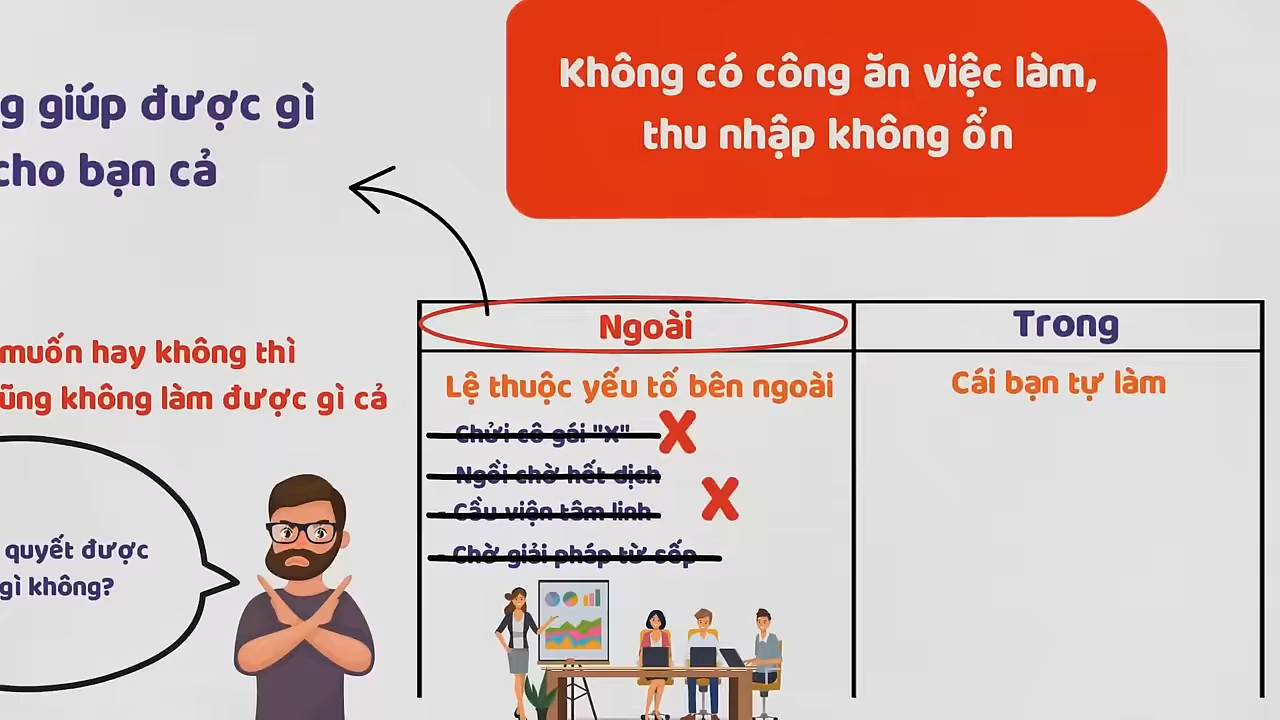 Không có công ăn việc làm,
thu nhập không ổn
g giúp được gì
cho bạn cả
muốn hay không thì
ũng không làm được gì cả
quyết được
gì không?
Ngoài
Trong
Lệ thuộc yếu tố bên ngoài
Cái bạn tự làm
- Chửi cô gái "X"
- Ngồi chờ hết dịch
- Cầu viện tâm linh
- Chờ giải pháp từ sếp